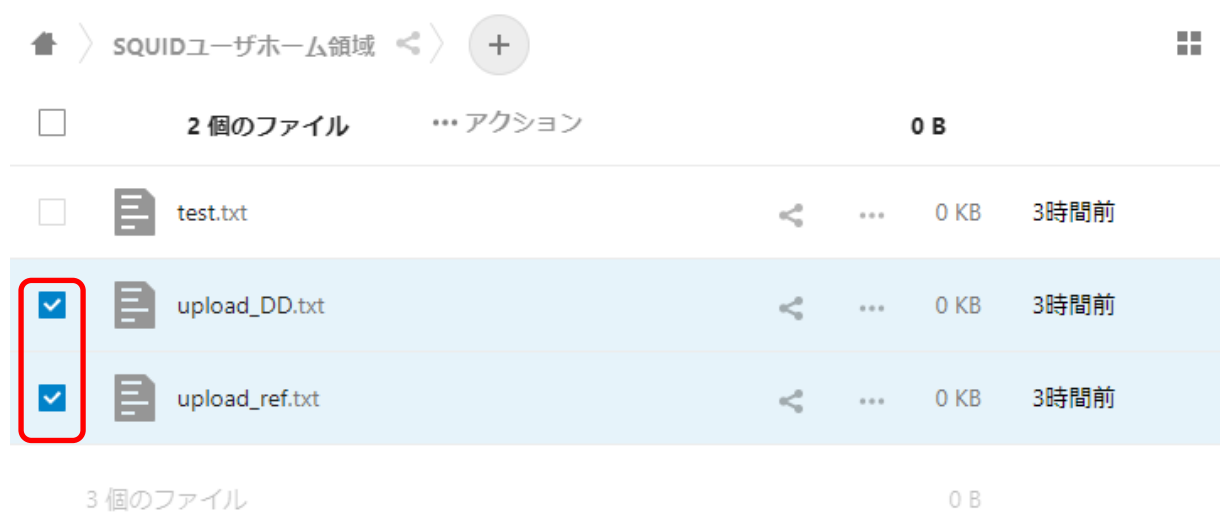 SQUIDユーザホーム領域
2 個のファイル ••• アクション 0 B
test.txt ••• 0 KB 3時間前
upload_DD.txt ••• 0 KB 3時間前
upload_ref.txt ••• 0 KB 3時間前
3 個のファイル 0 B